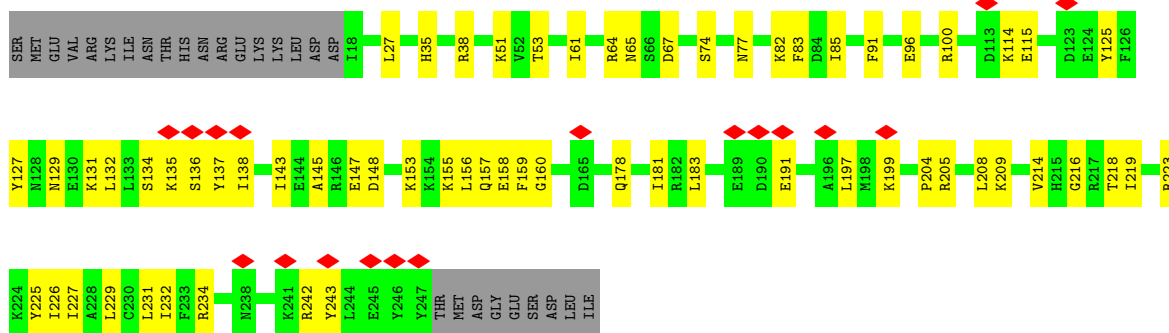 SER MET GLU VAL ARG LYS ILE ASN THR HIS ASN ARG GLU LYS LYS LEU ASP ASP I18 L27 H35 R38 K51 V52 T53 I61 R64 N65 S66 D67 S74 N77 K82 F83 D84 I85 F91 E96 R100 D113 K114 E115 D123 E124 Y125 F126
Y127 N128 N129 E130 K131 L132 L133 S134 K135 S136 Y137 I138 I143 E144 A145 R146 E147 D148 K153 K154 K155 L156 Q157 E158 F159 G160 D165 Q178 I181 R182 L183 E189 D190 E191 A196 L197 M198 K199 P204 R205 L208 K209 V214 H215 G216 R217 T218 I219
K224 Y225 I226 I227 A228 L229 C230 L231 I232 F233 R234 N238 K241 R242 Y243 L244 E245 Y246 Y247 THR MET ASP GLY GLU SER ASP LEU ILE